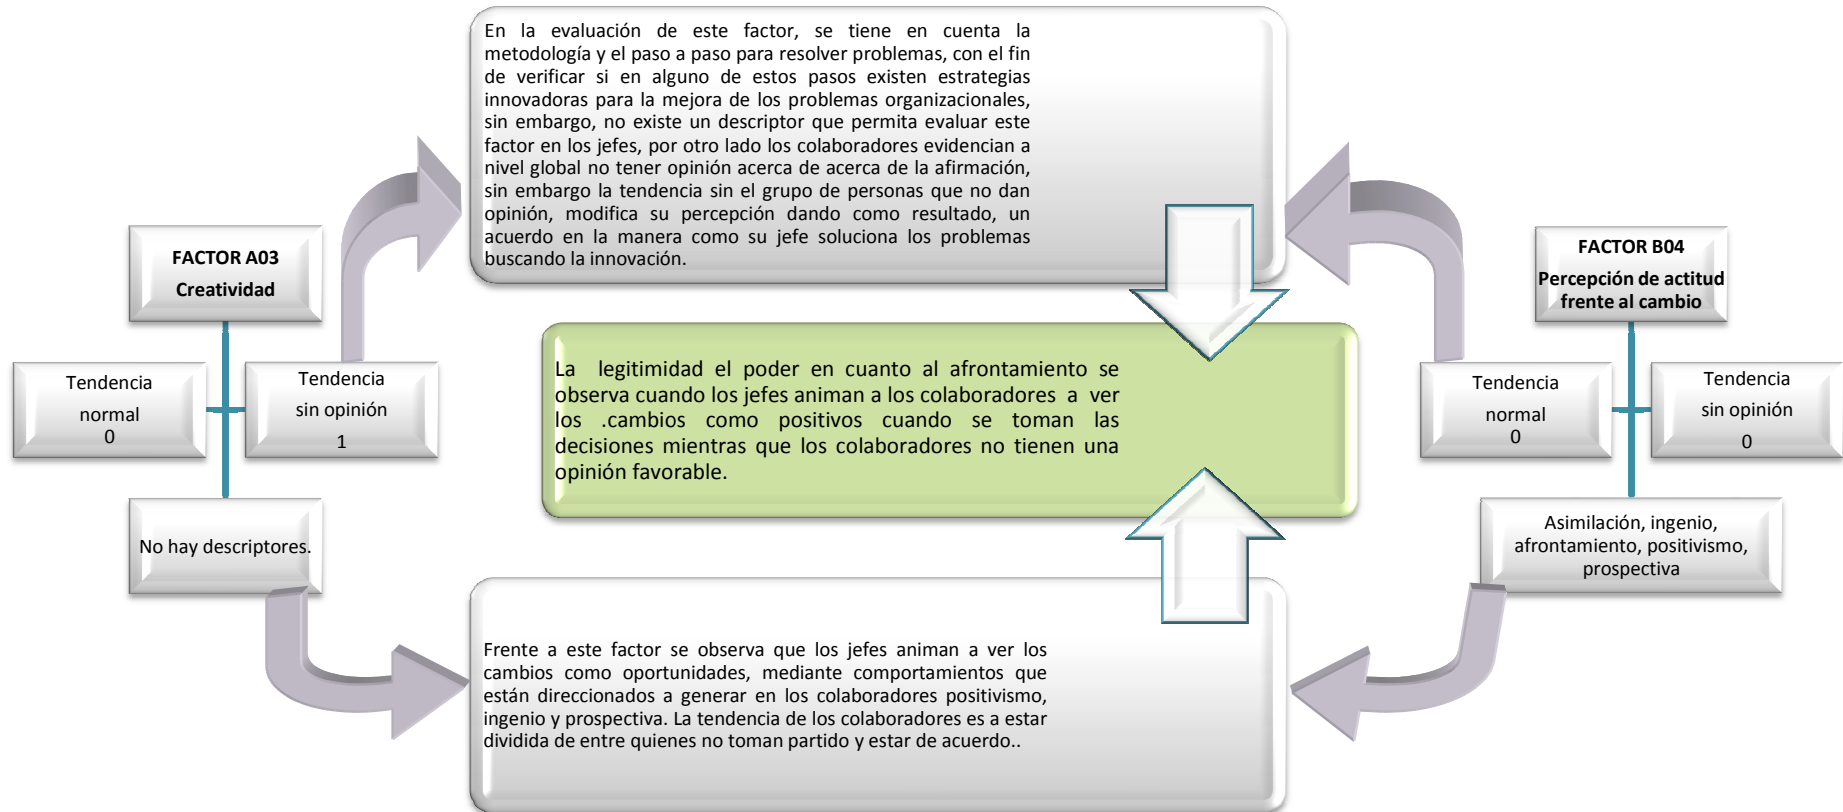 En la evaluación de este factor, se tiene en cuenta la
metodología y el paso a paso para resolver problemas, con el fin
de verificar si en alguno de estos pasos existen estrategias
innovadoras para la mejora de los problemas organizacionales,
sin embargo, no existe un descriptor que permita evaluar este
factor en los jefes, por otro lado los colaboradores evidencian a
nivel global no tener opinión acerca de acerca de la afirmación,
sin embargo la tendencia sin el grupo de personas que no dan
opinión, modifica su percepción dando como resultado, un
acuerdo en la manera como su jefe soluciona los problemas
buscando la innovación.
FACTOR A03
Creatividad
Tendencia
normal
0
Tendencia
sin opinión
1
No hay descriptores.
La legitimidad el poder en cuanto al afrontamiento se
observa cuando los jefes animan a los colaboradores a ver
los .cambios como positivos cuando se toman las
decisiones mientras que los colaboradores no tienen una
opinión favorable.
FACTOR B04
Percepción de actitud
frente al cambio
Tendencia
normal
0
Tendencia
sin opinión
0
Asimilación, ingenio,
afrontamiento, positivismo,
prospectiva
Frente a este factor se observa que los jefes animan a ver los
cambios como oportunidades, mediante comportamientos que
están direccionados a generar en los colaboradores positivismo,
ingenio y prospectiva. La tendencia de los colaboradores es a estar
dividida de entre quienes no toman partido y estar de acuerdo..